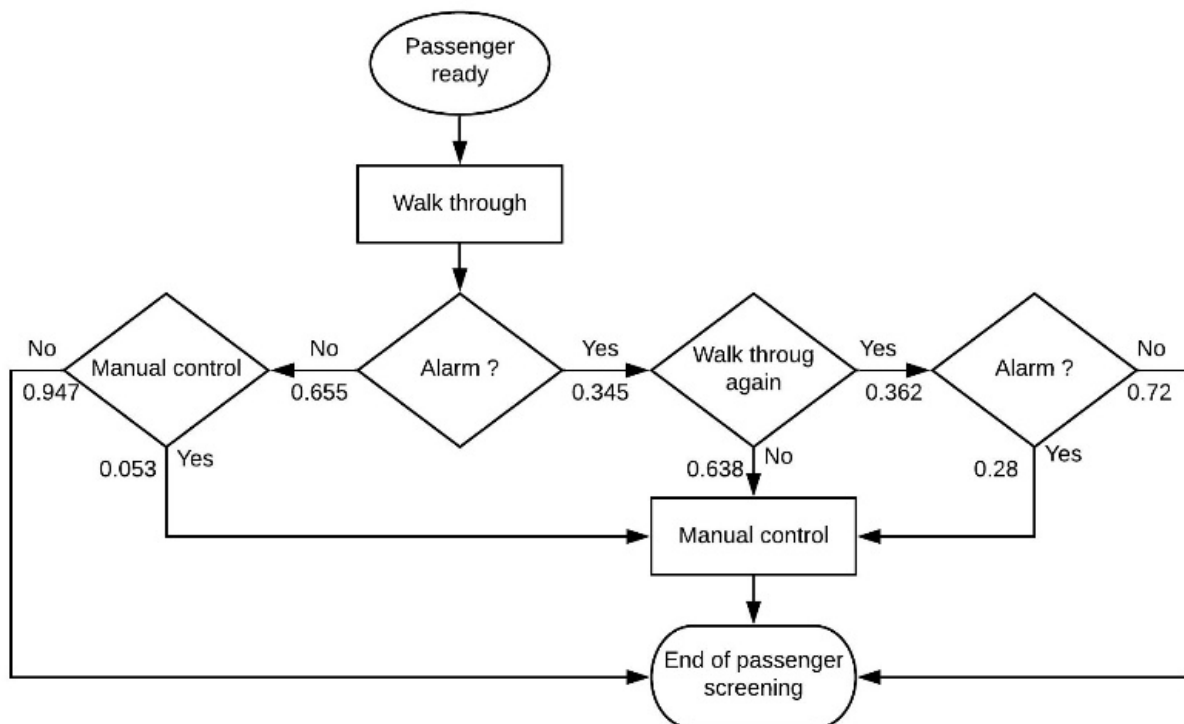 Passenger
ready
Walk through
No
Manual control
No
Alarm ?
Yes
Walk throug
again
Yes
Alarm ?
No
0.947
0.655
0.345
0.362
0.72
0.053
Yes
0.638
No
0.28
Yes
Manual control
End of passenger
screening